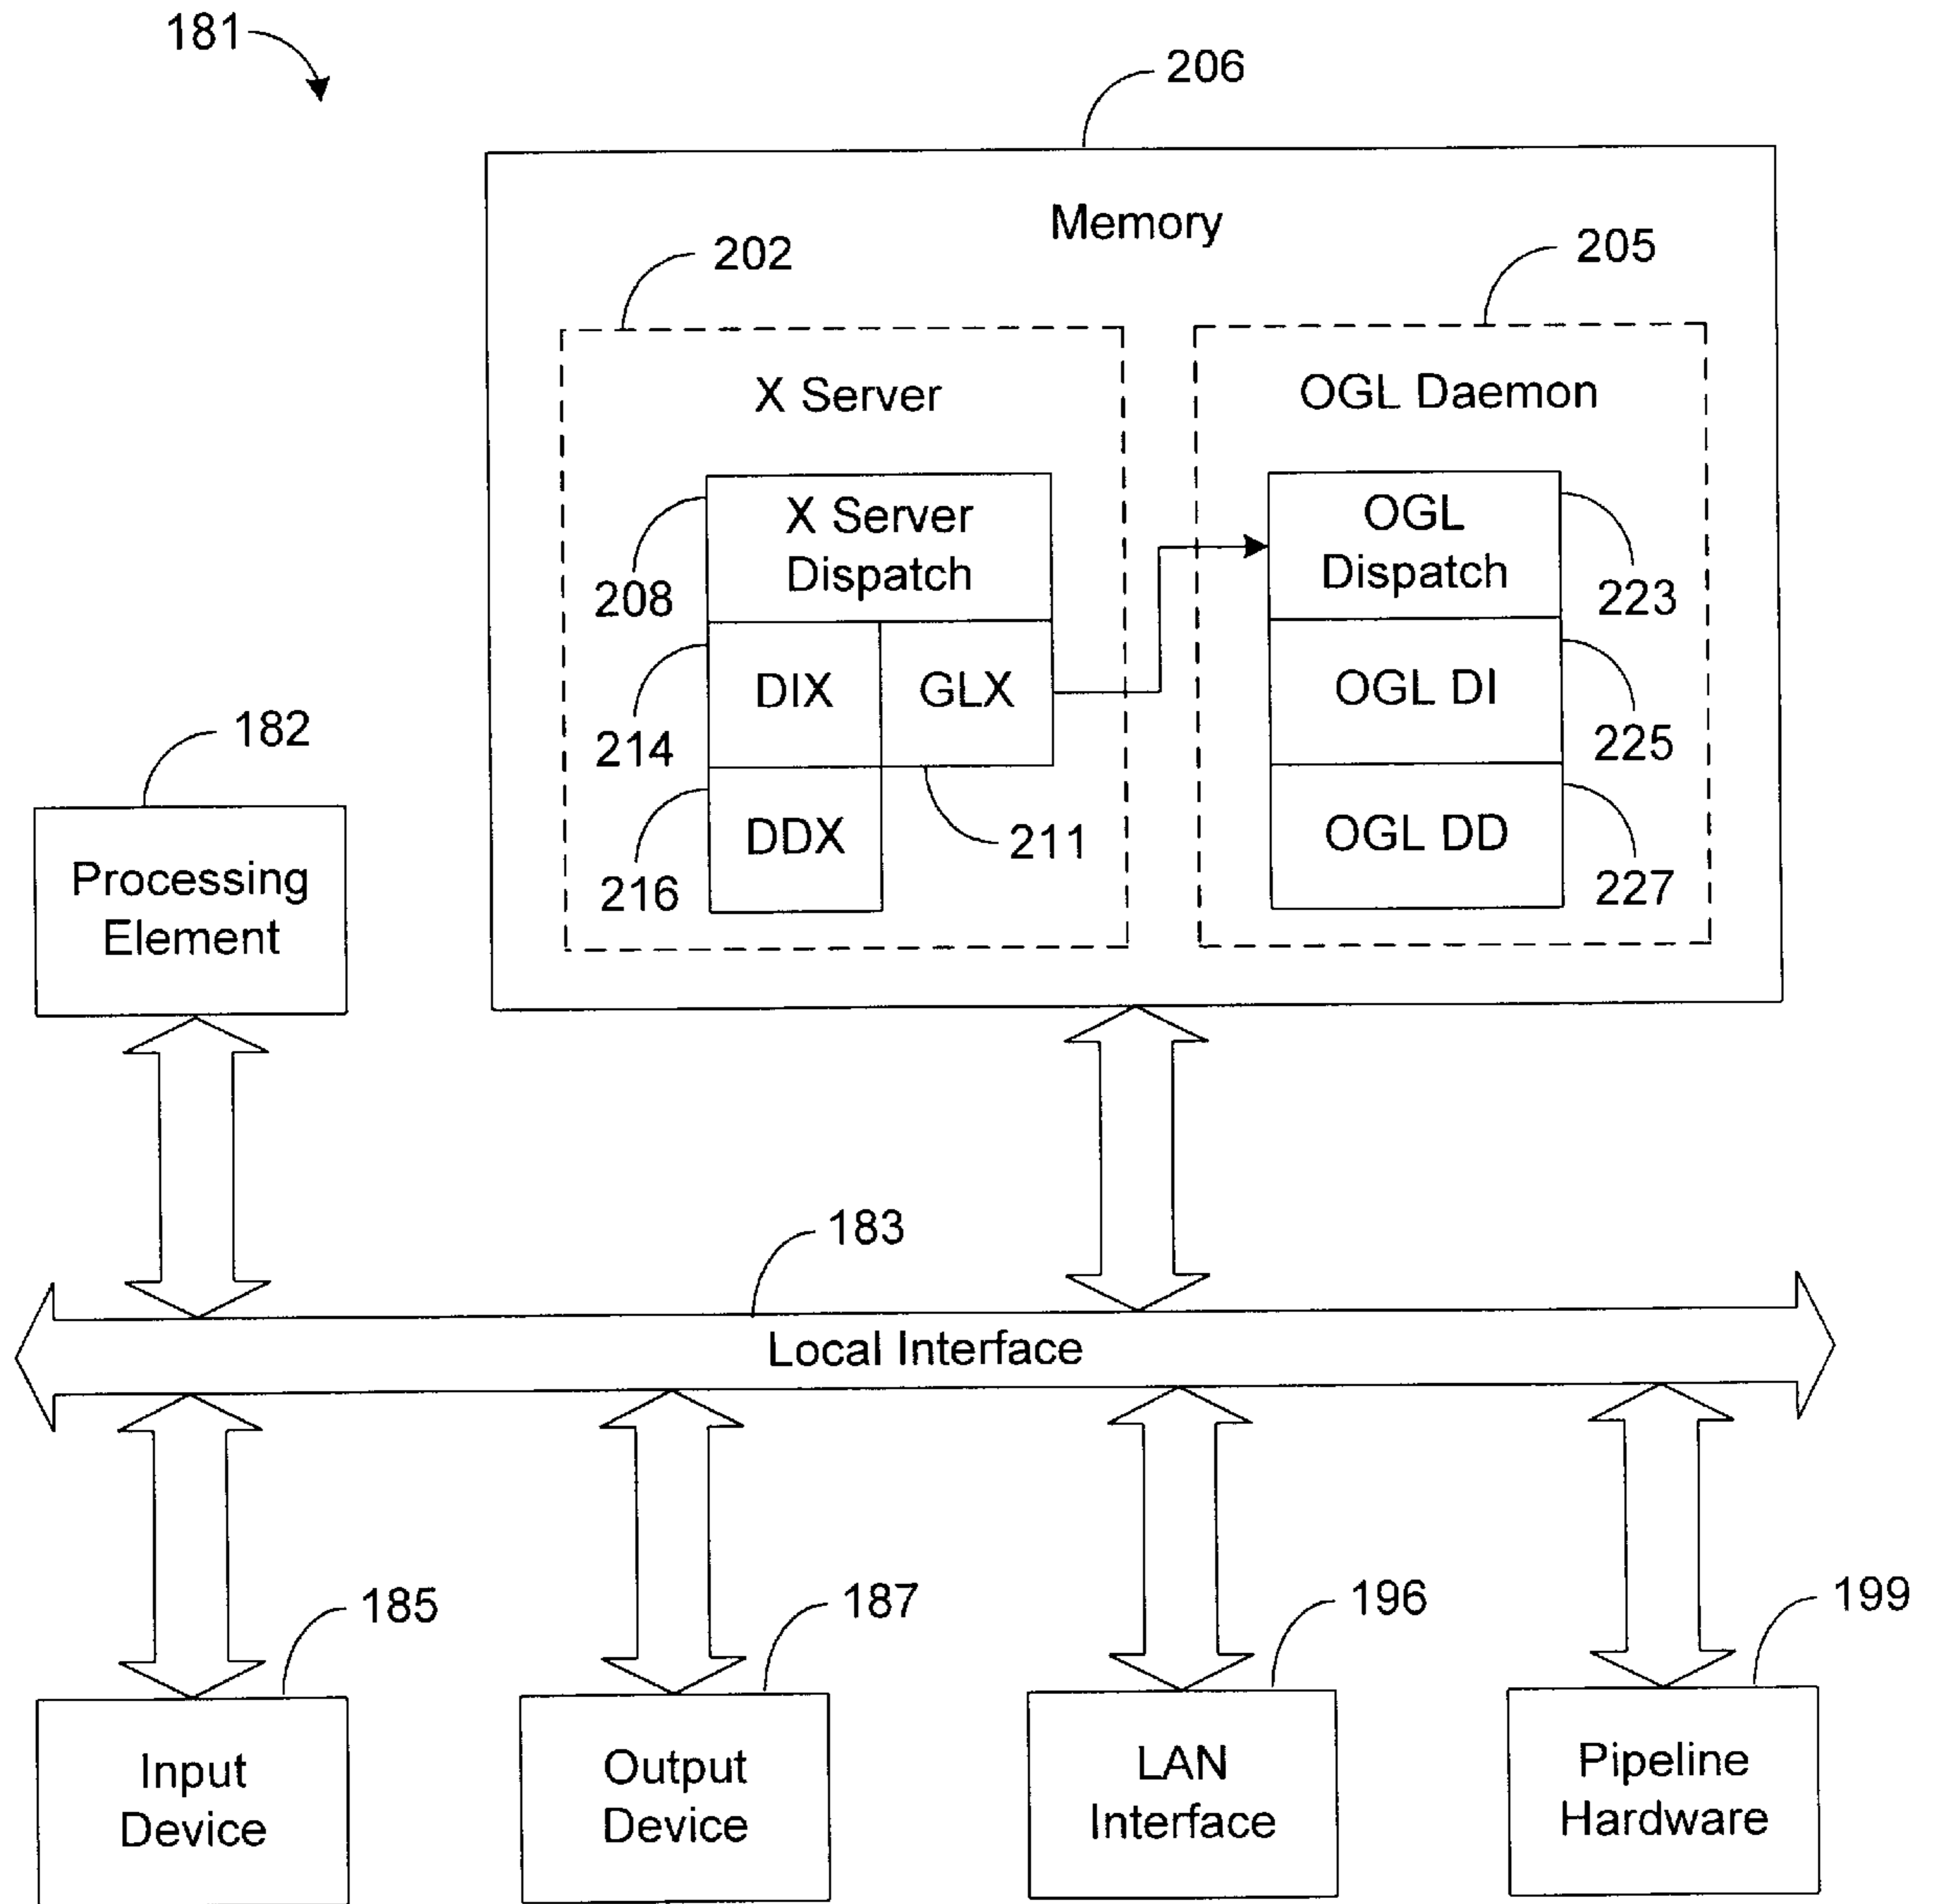 181
206
Memory
202
205
X Server
OGL Daemon
X Server
Dispatch
208
OGL
Dispatch
223
DIX
GLX
214
OGL DI
225
DDX
211
216
OGL DD
227
182
Processing
Element
183
Local Interface
185
187
196
199
Input
Device
Output
Device
LAN
Interface
Pipeline
Hardware